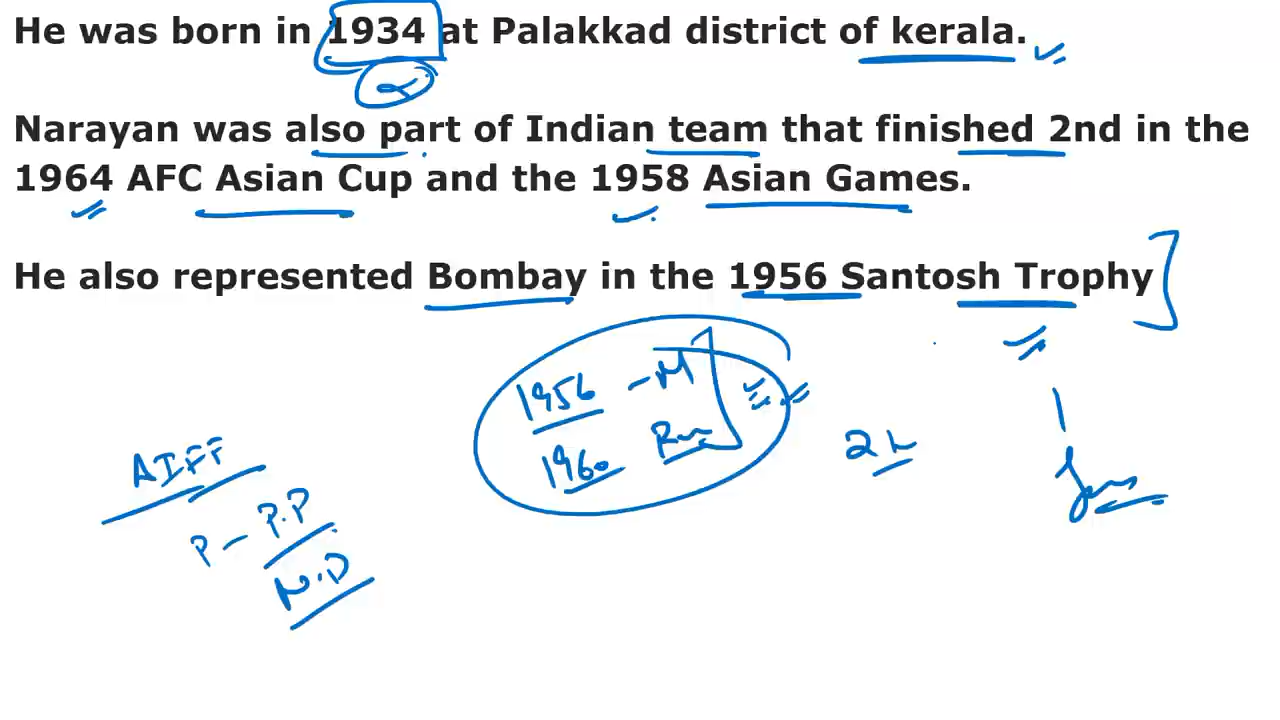 He was born in 1934 at Palakkad district of kerala.
Narayan was also part of Indian team that finished 2nd in the
1964 AFC Asian Cup and the 1958 Asian Games.
He also represented Bombay in the 1956 Santosh Trophy
1956 - M
1960
AIFF
P - P.P
N.D